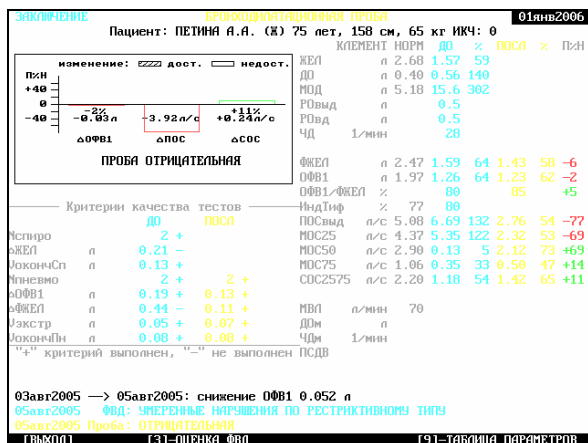 ЗАКЛЮЧЕНИЕ БРОНХОДИЛАТАЦИОННАЯ ПРОБА 01янв2006
Пациент: ПЕТИНА А.А. (Ж) 75 лет, 158 см, 65 кг ИКЧ: 0
КЛЕМЕНТ НОРМ ДО % ПОСЛ % П%Н
ЖЕЛ л 2.68 1.57 59
ДО л 0.40 0.56 140
МОД л 5.18 15.6 302
РОвыд л 0.5
РОвд л 0.5
ЧД 1/мин 28
ФЖЕЛ л 2.47 1.59 64 1.43 58 -6
ОФВ1 л 1.97 1.26 64 1.23 62 -2
ОФВ1/ФЖЕЛ % 80 85 +5
ИндТиф % 77 80
ПОСвыд л/с 5.08 6.69 132 2.76 54 -77
МОС25 л/с 4.37 5.35 122 2.32 53 -69
МОС50 л/с 2.90 0.13 5 2.12 73 +69
МОС75 л/с 1.06 0.35 33 0.50 47 +14
СОС2575 л/с 2.20 1.18 54 1.42 65 +11
МВЛ л/мин 70
ДОм л
ЧДм 1/мин
ПСДВ
изменение: дост. недост.
П%Н
+40
0
-40
-2% +11%
-0.03л -3.92л/с +0.24л/с
△ОФВ1 △ПОС △СОС
ПРОБА ОТРИЦАТЕЛЬНАЯ
Критерии качества тестов
ДО ПОСЛ
Nспиро 2 +
△ЖЕЛ л 0.21 -
VокончСп л 0.13 +
Nпневмо 2 + 2 +
△ОФВ1 л 0.19 + 0.13 +
△ФЖЕЛ л 0.44 - 0.11 +
Vэкстр л 0.05 + 0.07 +
VокончПн л 0.08 + 0.08 +
"+" критерий выполнен, "-" не выполнен
03авг2005 —> 05авг2005: снижение ОФВ1 0.052 л
05авг2005 ФВД: УМЕРЕННЫЕ НАРУШЕНИЯ ПО РЕСТРИКТИВНОМУ ТИПУ
05авг2005 Проба: ОТРИЦАТЕЛЬНАЯ
[ВЫХОД] [3]-ОЦЕНКА ФВД [9]-ТАБЛИЦА ПАРАМЕТРОВ